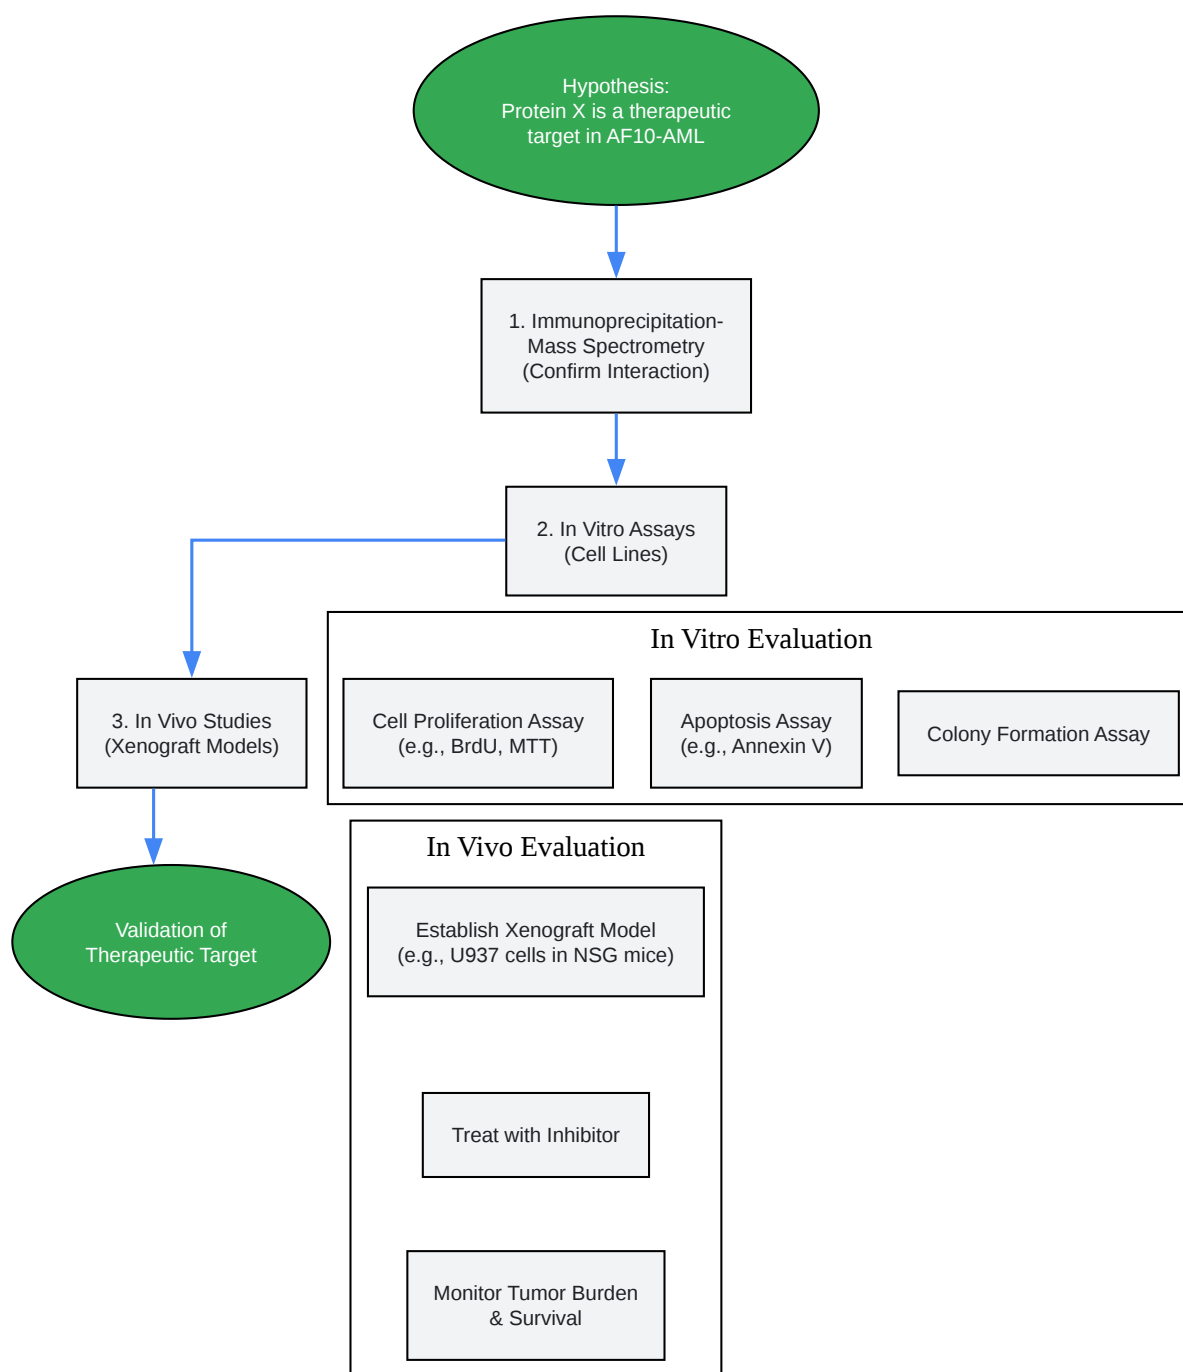 Hypothesis:
Protein X is a therapeutic
target in AF10-AML
1. Immunoprecipitation-
Mass Spectrometry
(Confirm Interaction)
2. In Vitro Assays
(Cell Lines)
In Vitro Evaluation
3. In Vivo Studies
(Xenograft Models)
Cell Proliferation Assay
(e.g., BrdU, MTT)
Apoptosis Assay
(e.g., Annexin V)
Colony Formation Assay
In Vivo Evaluation
Validation of
Therapeutic Target
Establish Xenograft Model
(e.g., U937 cells in NSG mice)
Treat with Inhibitor
Monitor Tumor Burden
& Survival